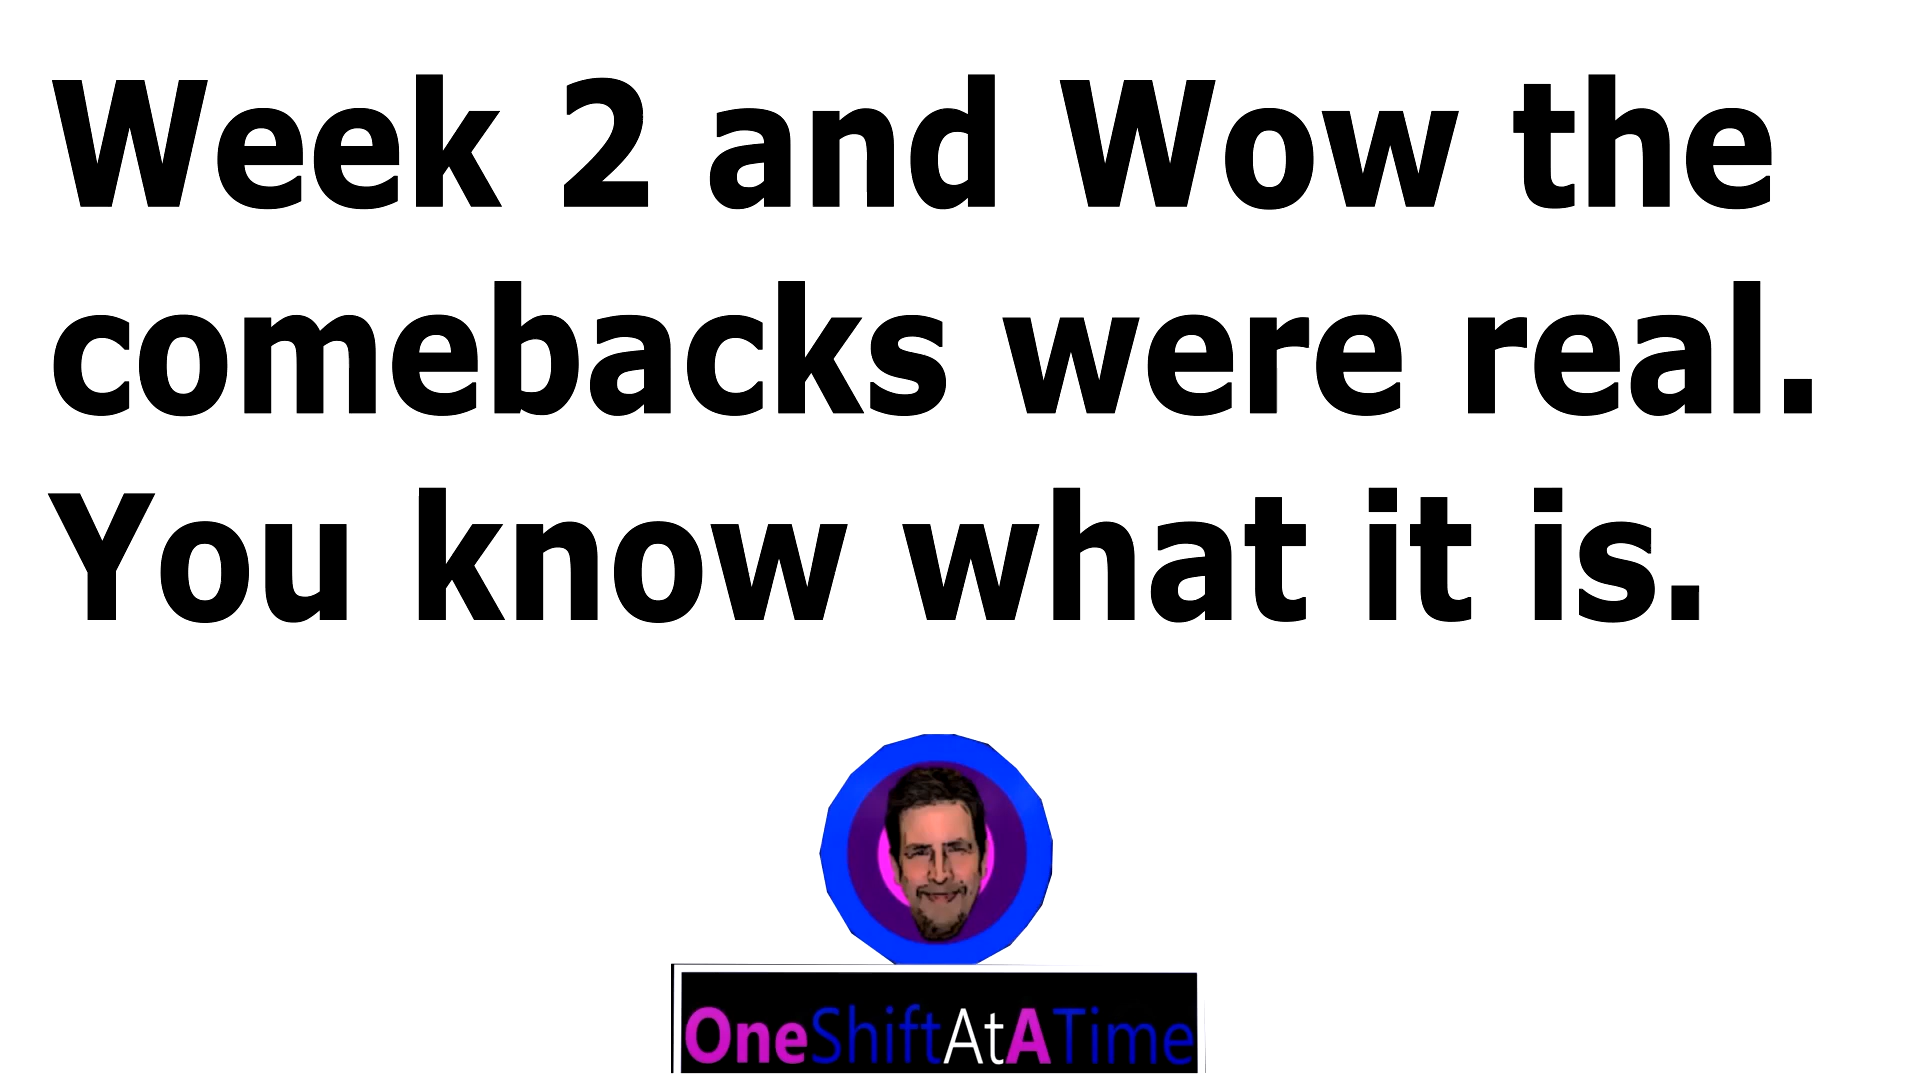 Week 2 and Wow the
comebacks were real.
You know what it is.
OneShiftAtATime